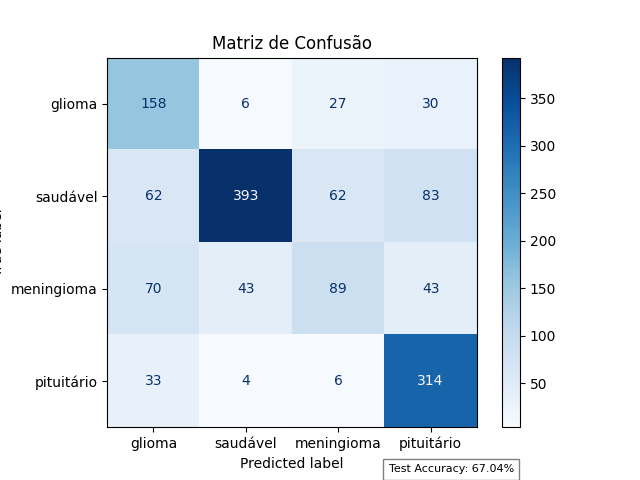 Matriz de Confusão
glioma 158 6 27 30
saudável 62 393 62 83
meningioma 70 43 89 43
pituitário 33 4 6 314
glioma saudável meningioma pituitário
Predicted label
350
300
250
200
150
100
50
Test Accuracy: 67.04%